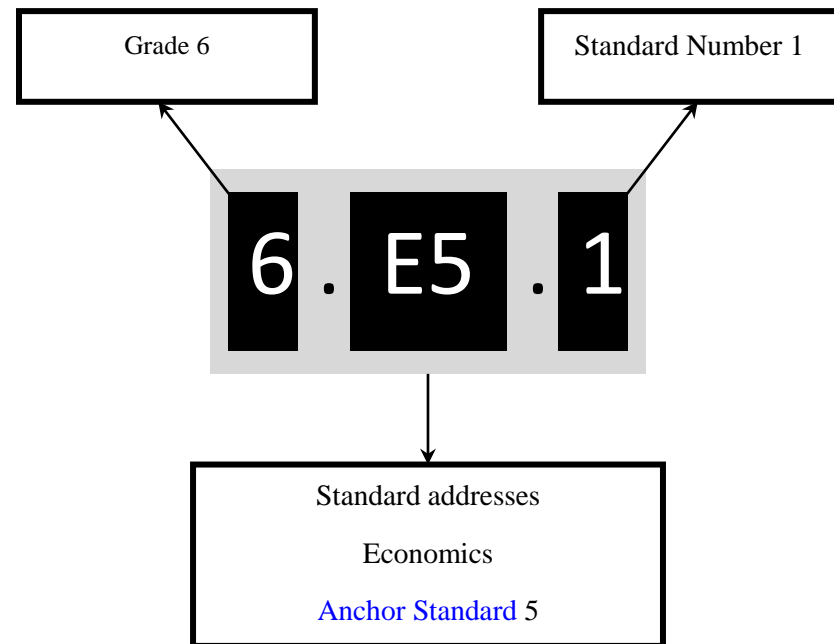 Grade 6
Standard Number 1
6 . E5 . 1
Standard addresses
Economics
Anchor Standard 5